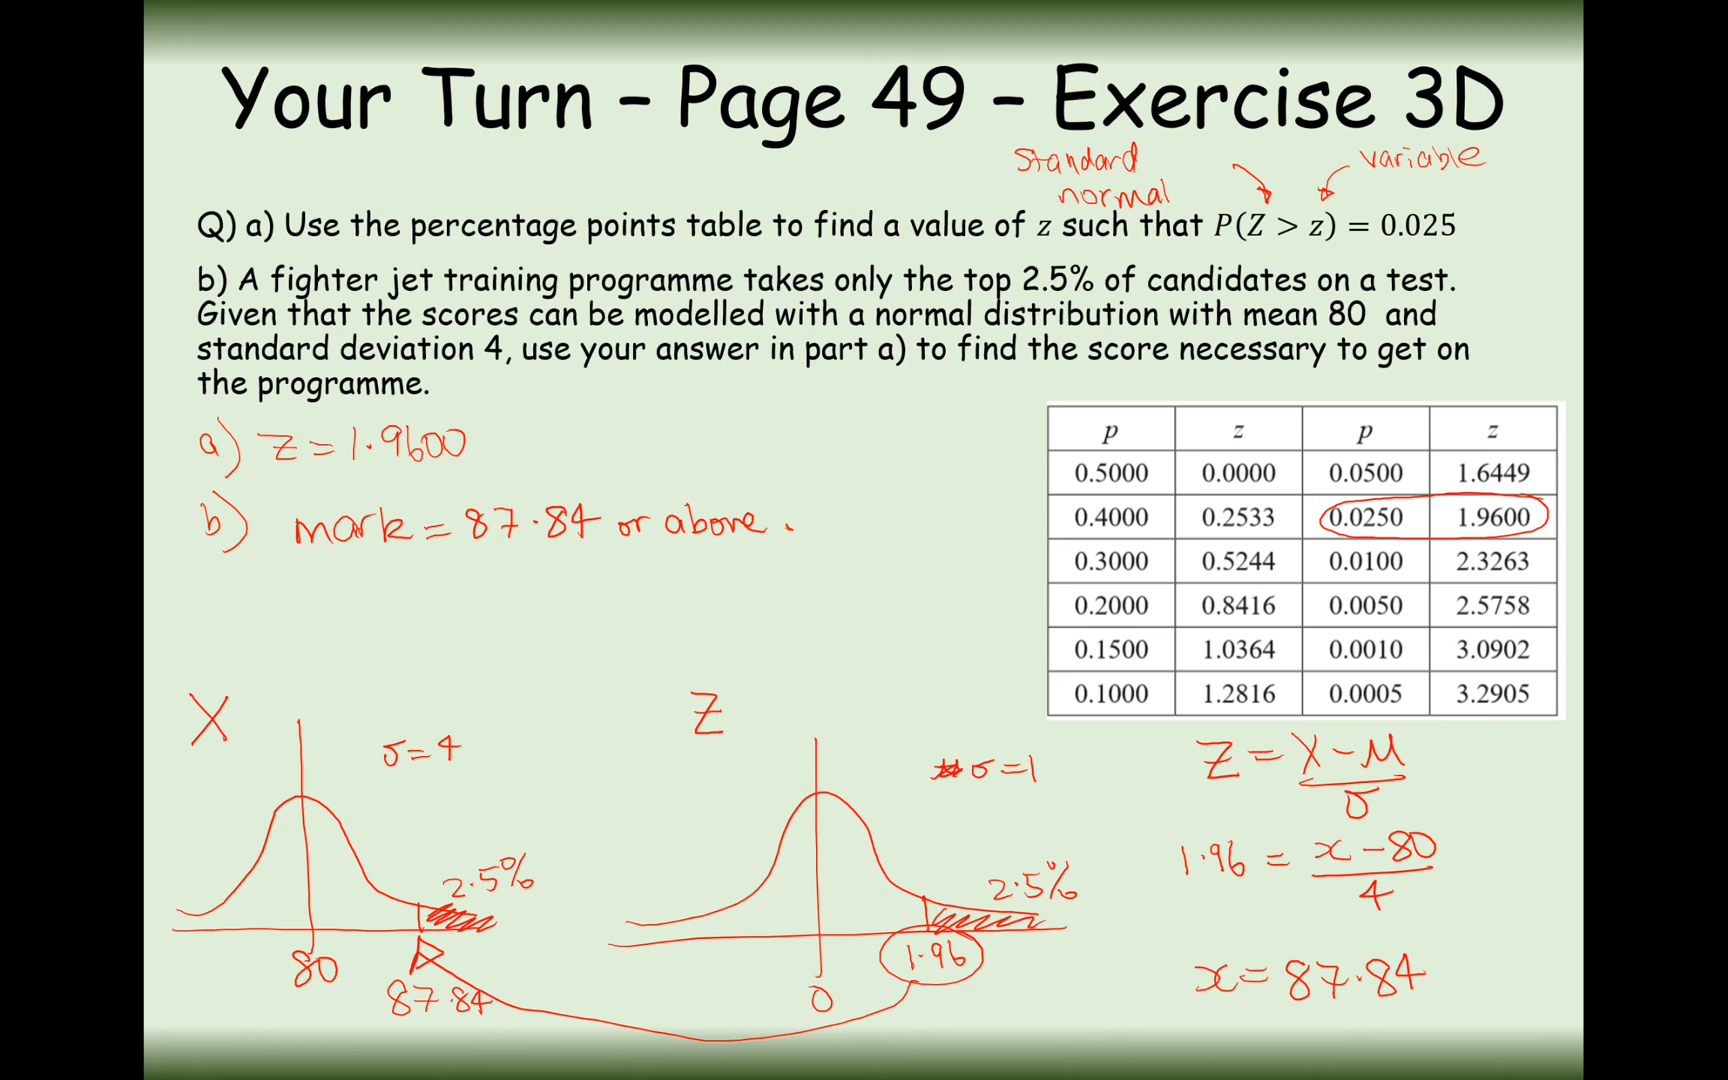 Your Turn – Page 49 – Exercise 3D
Standard
normal
variable
Q) a) Use the percentage points table to find a value of z such that P(Z > z) = 0.025
b) A fighter jet training programme takes only the top 2.5% of candidates on a test.
Given that the scores can be modelled with a normal distribution with mean 80 and
standard deviation 4, use your answer in part a) to find the score necessary to get on
the programme.
a) z = 1.9600
b) mark = 87.84 or above.
p z p z
0.5000 0.0000 0.0500 1.6449
0.4000 0.2533 0.0250 1.9600
0.3000 0.5244 0.0100 2.3263
0.2000 0.8416 0.0050 2.5758
0.1500 1.0364 0.0010 3.0902
0.1000 1.2816 0.0005 3.2905
X
σ=4
2.5%
80
87.84
Z
σ=1
2.5%
1.96
0
Z = X - μ
σ
1.96 = x - 80
4
x = 87.84